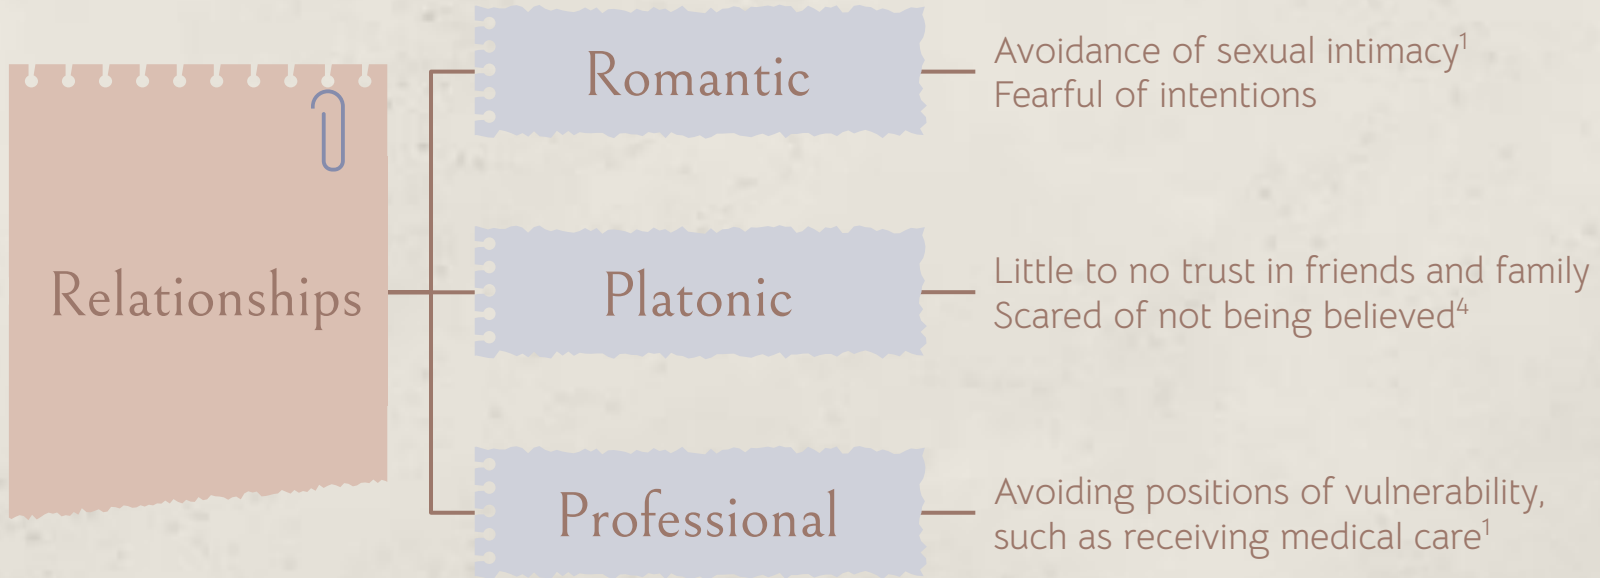 Relationships
Romantic
Avoidance of sexual intimacy¹
Fearful of intentions
Platonic
Little to no trust in friends and family
Scared of not being believed⁴
Professional
Avoiding positions of vulnerability,
such as receiving medical care¹